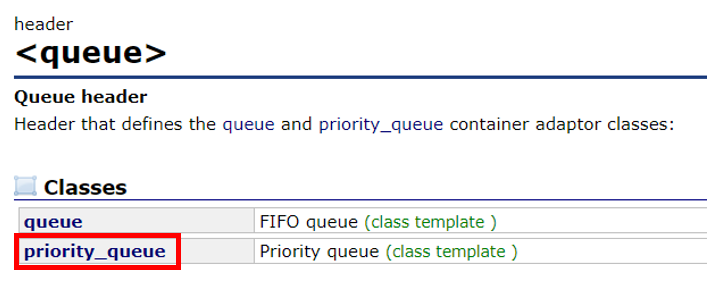 header
<queue>
Queue header
Header that defines the queue and priority_queue container adaptor classes:
Classes
queue FIFO queue (class template )
priority_queue Priority queue (class template )